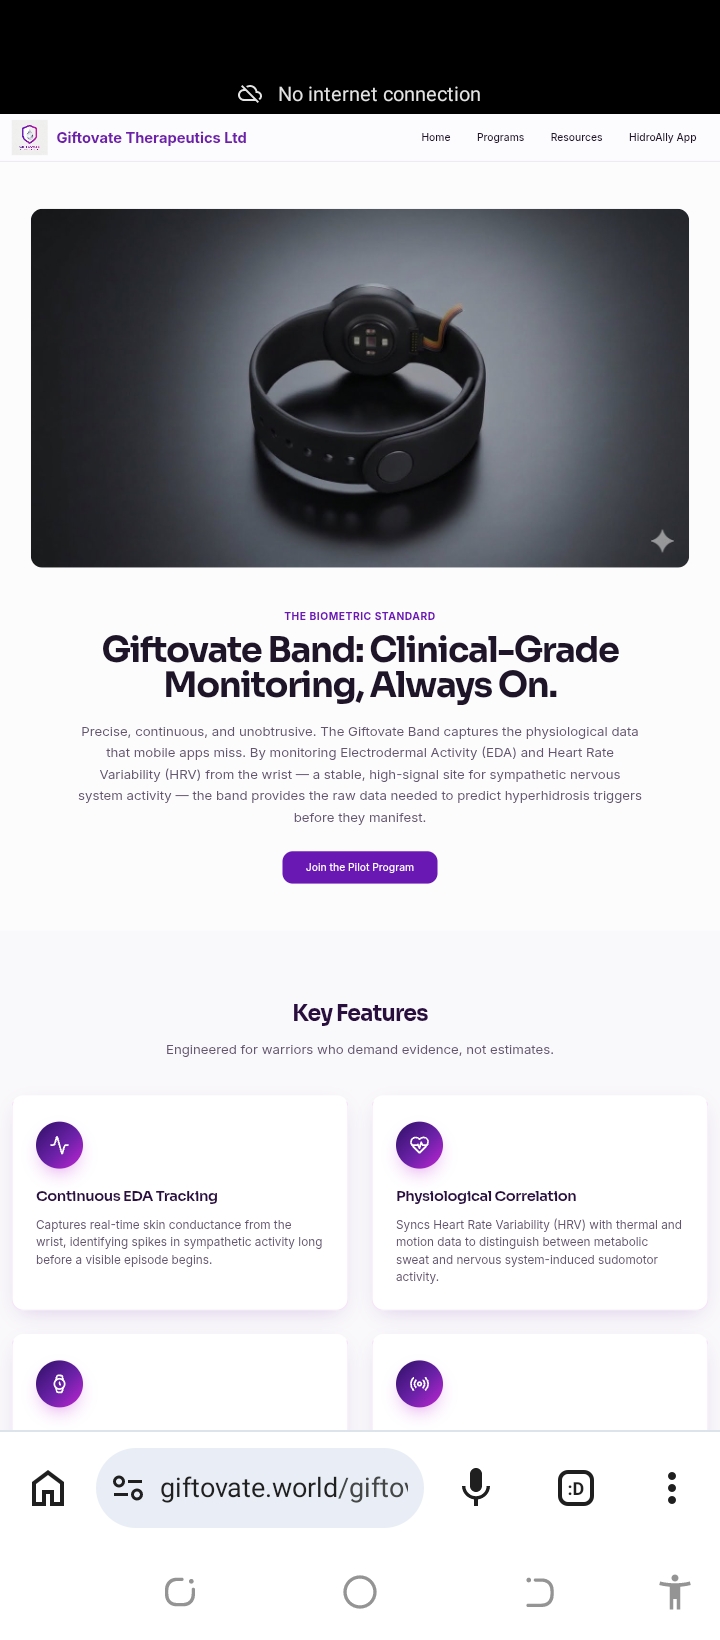 No internet connection
Giftovate Therapeutics Ltd
Home
Programs
Resources
HidroAlly App
THE BIOMETRIC STANDARD
Giftovate Band: Clinical-Grade
Monitoring, Always On.
Precise, continuous, and unobtrusive. The Giftovate Band captures the physiological data
that mobile apps miss. By monitoring Electrodermal Activity (EDA) and Heart Rate
Variability (HRV) from the wrist — a stable, high-signal site for sympathetic nervous
system activity — the band provides the raw data needed to predict hyperhidrosis triggers
before they manifest.
Join the Pilot Program
Key Features
Engineered for warriors who demand evidence, not estimates.
Continuous EDA Tracking
Captures real-time skin conductance from the
wrist, identifying spikes in sympathetic activity long
before a visible episode begins.
Physiological Correlation
Syncs Heart Rate Variability (HRV) with thermal and
motion data to distinguish between metabolic
sweat and nervous system-induced sudomotor
activity.
giftovate.world/giftov
:D